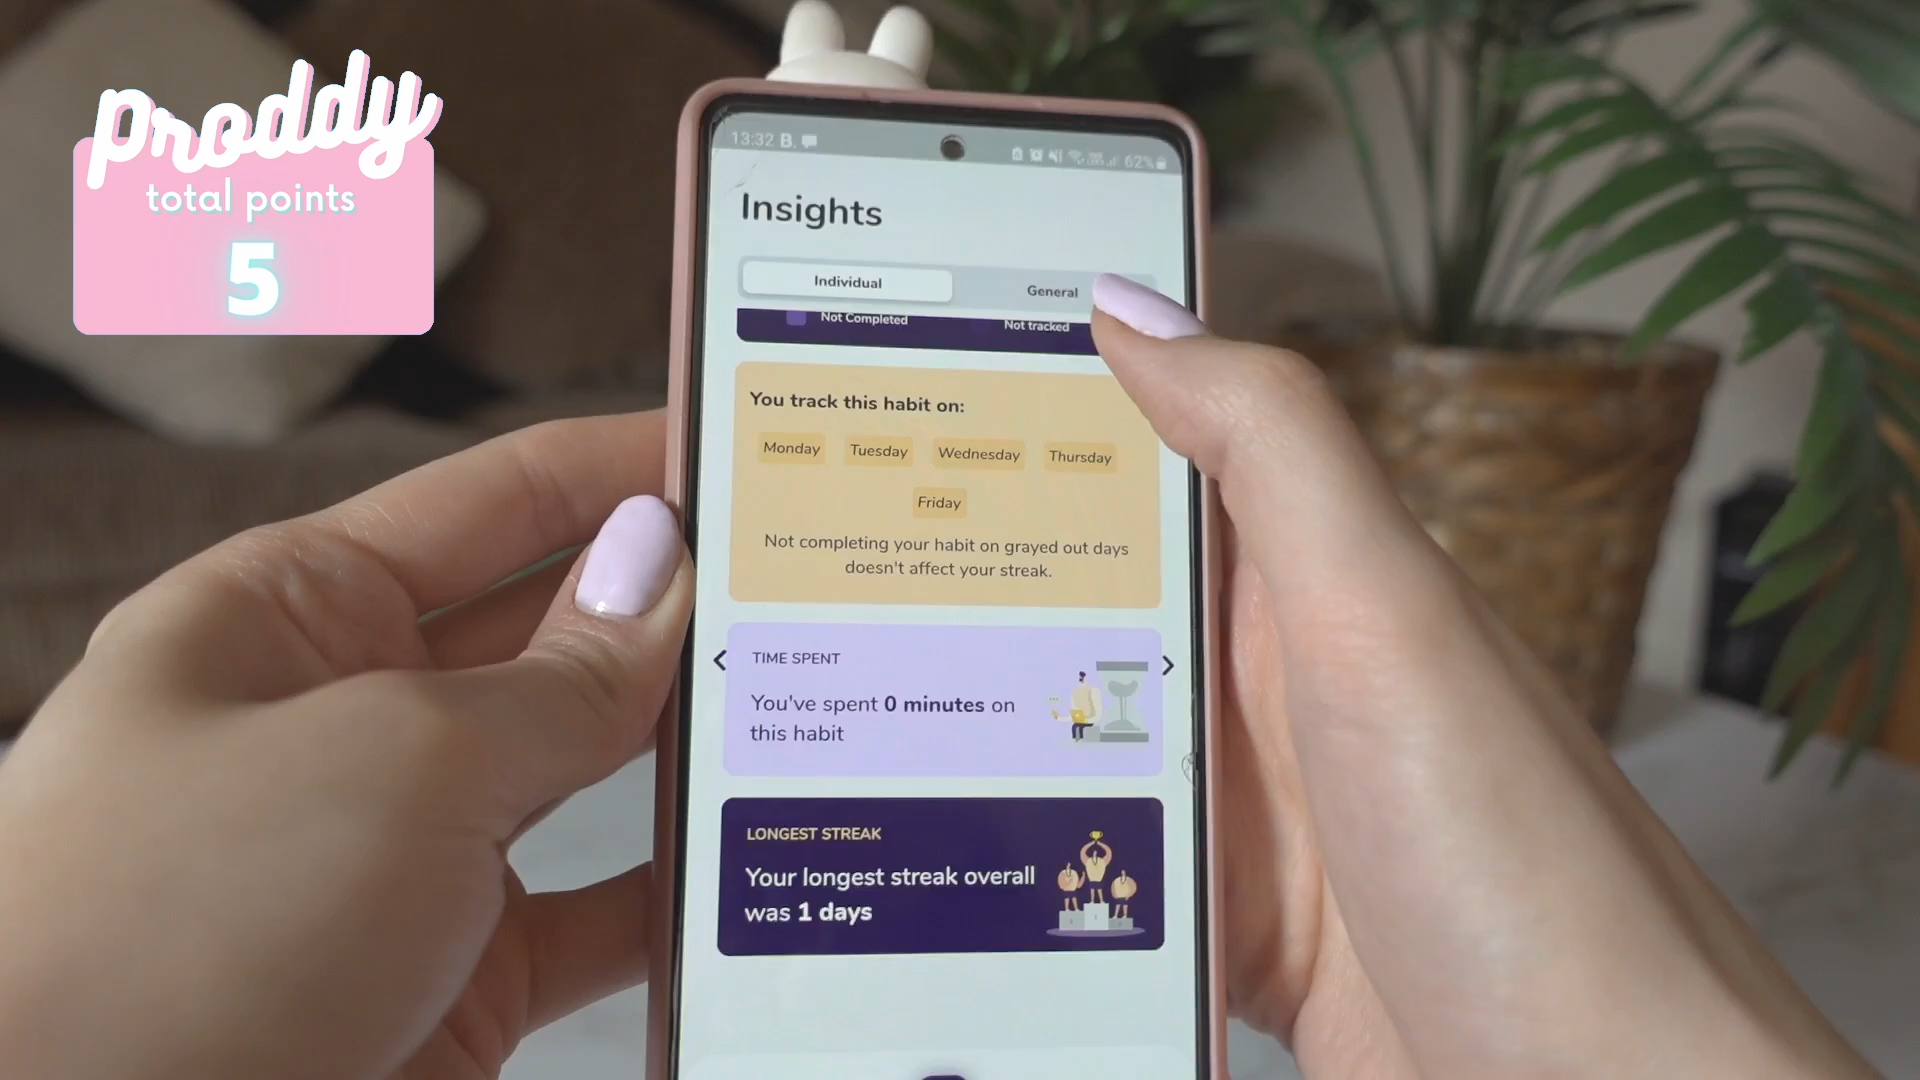 Proddy
total points
5
13:32 B.
62%
Insights
Individual
General
Not Completed
Not tracked
You track this habit on:
Monday
Tuesday
Wednesday
Thursday
Friday
Not completing your habit on grayed out days
doesn't affect your streak.
TIME SPENT
You've spent 0 minutes on
this habit
LONGEST STREAK
Your longest streak overall
was 1 days